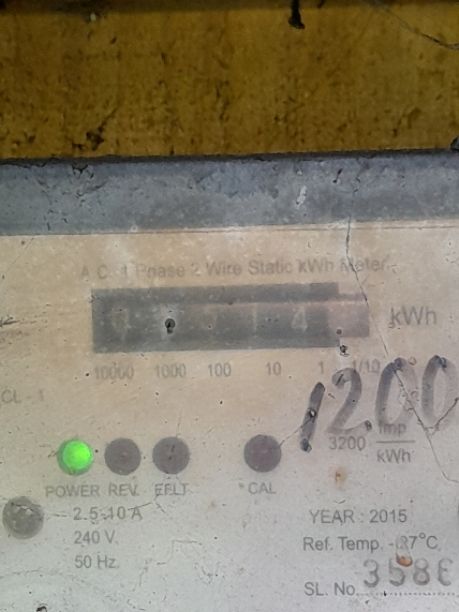 A.C. 1 Phase 2 Wire Static kWh Meter
kWh
10000 1000 100 10 1 1/10
CL - 1
1200
3200 Imp/kWh
POWER REV. E/FLT CAL
2.5-10 A
240 V.
50 Hz.
YEAR : 2015
Ref. Temp. - 27°C
SL. No.